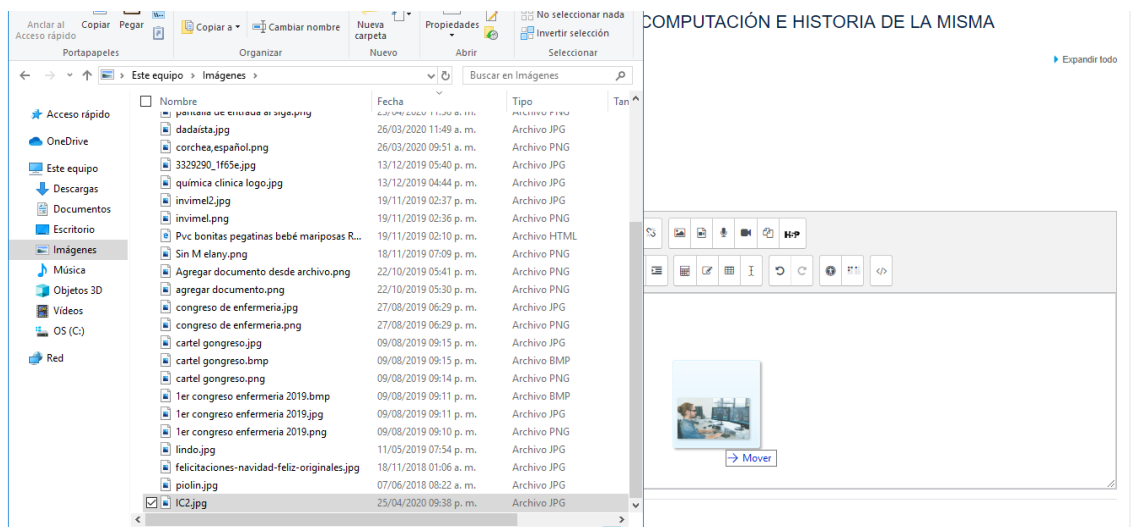 Anclar al
Acceso rápido
Copiar
Pegar
Portapapeles
Copiar a
Cambiar nombre
Organizar
Nueva
carpeta
Nuevo
Propiedades
Abrir
No seleccionar nada
Invertir selección
Seleccionar
COMPUTACIÓN E HISTORIA DE LA MISMA
Expandir todo
Este equipo > Imágenes >
Buscar en Imágenes
Acceso rápido
OneDrive
Este equipo
Descargas
Documentos
Escritorio
Imágenes
Música
Objetos 3D
Vídeos
OS (C:)
Red
Nombre Fecha Tipo Tan
pantalla de entrada al siga.png
dadaísta.jpg 26/03/2020 11:49 a. m. Archivo JPG
corchea,español.png 26/03/2020 09:51 a. m. Archivo PNG
3329290_1f65e.jpg 13/12/2019 05:40 p. m. Archivo JPG
química clinica logo.jpg 13/12/2019 04:44 p. m. Archivo JPG
invimel2.jpg 19/11/2019 02:37 p. m. Archivo JPG
invimel.png 19/11/2019 02:36 p. m. Archivo PNG
Pvc bonitas pegatinas bebé mariposas R... 19/11/2019 02:10 p. m. Archivo HTML
Sin M elany.png 18/11/2019 07:09 p. m. Archivo PNG
Agregar documento desde archivo.png 22/10/2019 05:41 p. m. Archivo PNG
agregar documento.png 22/10/2019 05:30 p. m. Archivo PNG
congreso de enfermeria.jpg 27/08/2019 06:29 p. m. Archivo JPG
congreso de enfermeria.png 27/08/2019 06:29 p. m. Archivo PNG
cartel gongreso.jpg 09/08/2019 09:15 p. m. Archivo JPG
cartel gongreso.bmp 09/08/2019 09:15 p. m. Archivo BMP
cartel gongreso.png 09/08/2019 09:14 p. m. Archivo PNG
1er congreso enfermeria 2019.bmp 09/08/2019 09:11 p. m. Archivo BMP
1er congreso enfermeria 2019.jpg 09/08/2019 09:11 p. m. Archivo JPG
1er congreso enfermeria 2019.png 09/08/2019 09:10 p. m. Archivo PNG
lindo.jpg 11/05/2019 07:54 p. m. Archivo JPG
felicitaciones-navidad-feliz-originales.jpg 18/11/2018 01:06 a. m. Archivo JPG
piolin.jpg 07/06/2018 08:22 a. m. Archivo JPG
IC2.jpg 25/04/2020 09:38 p. m. Archivo JPG
H-P
Mover